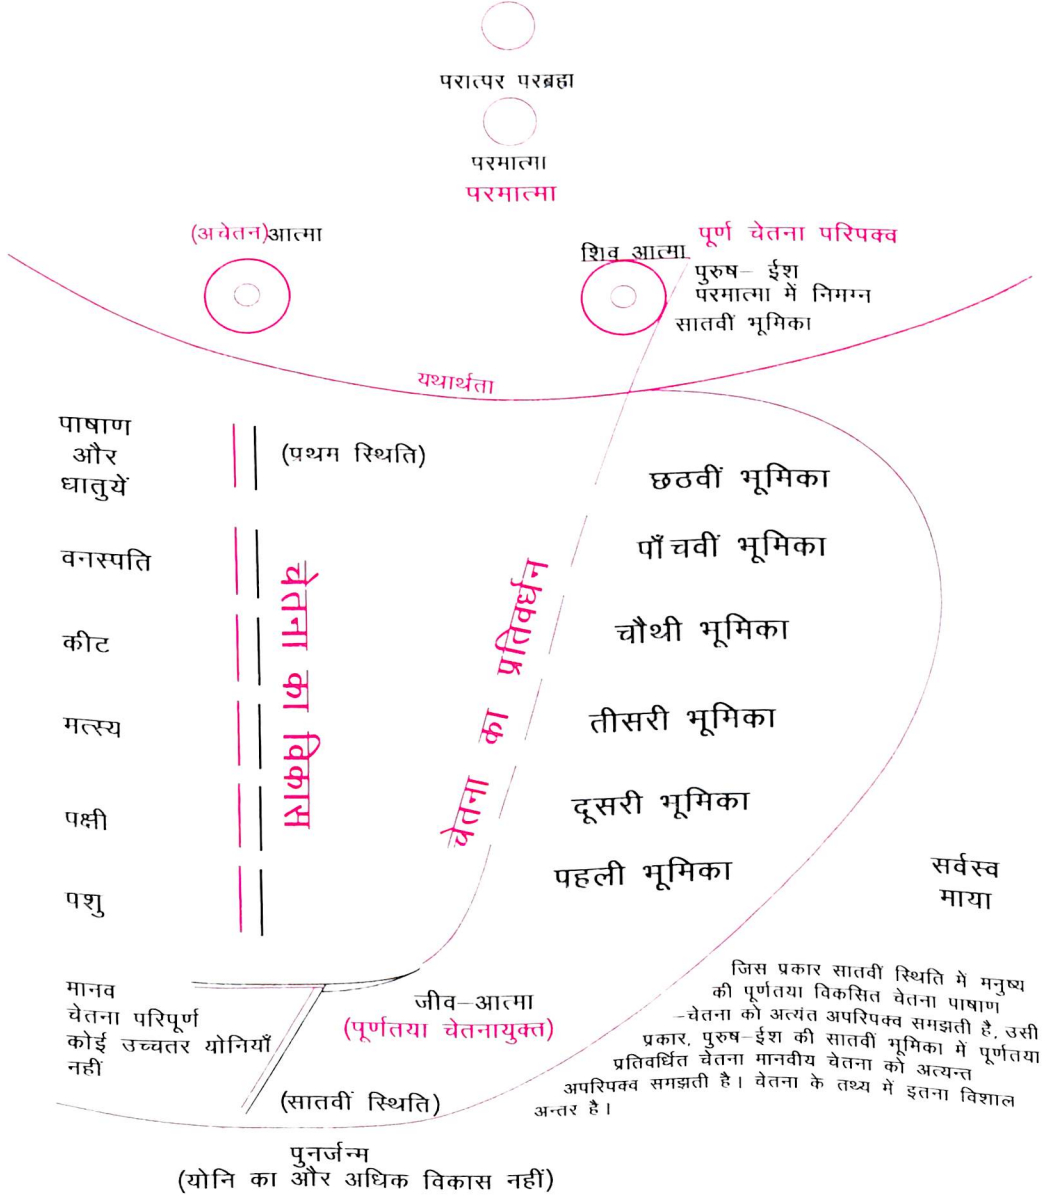 परात्पर परब्रहा
परमात्मा
परमात्मा
(अचेतन)आत्मा
शिव आत्मा
पूर्ण चेतना परिपक्व
पुरुष- ईश
परमात्मा में निमग्न
सातवीं भूमिका
यथार्थता
पाषाण
और
धातुयें
(प्रथम स्थिति)
वनस्पति
कीट
मत्स्य
पक्षी
पशु
चेतना का विकास
चेतना का प्रतिवर्धन
छठवीं भूमिका
पाँचवीं भूमिका
चौथी भूमिका
तीसरी भूमिका
दूसरी भूमिका
पहली भूमिका
सर्वस्व
माया
मानव
चेतना परिपूर्ण
कोई उच्चतर योनियाँ
नहीं
जीव-आत्मा
(पूर्णतया चेतनायुक्त)
(सातवीं स्थिति)
जिस प्रकार सातवीं स्थिति में मनुष्य
की पूर्णतया विकसित चेतना पाषाण
-चेतना को अत्यंत अपरिपक्व समझती है, उसी
प्रकार, पुरुष-ईश की सातवीं भूमिका में पूर्णतया
प्रतिवर्धित चेतना मानवीय चेतना को अत्यन्त
अपरिपक्व समझती है। चेतना के तथ्य में इतना विशाल
अन्तर है।
पुनर्जन्म
(योनि का और अधिक विकास नहीं)